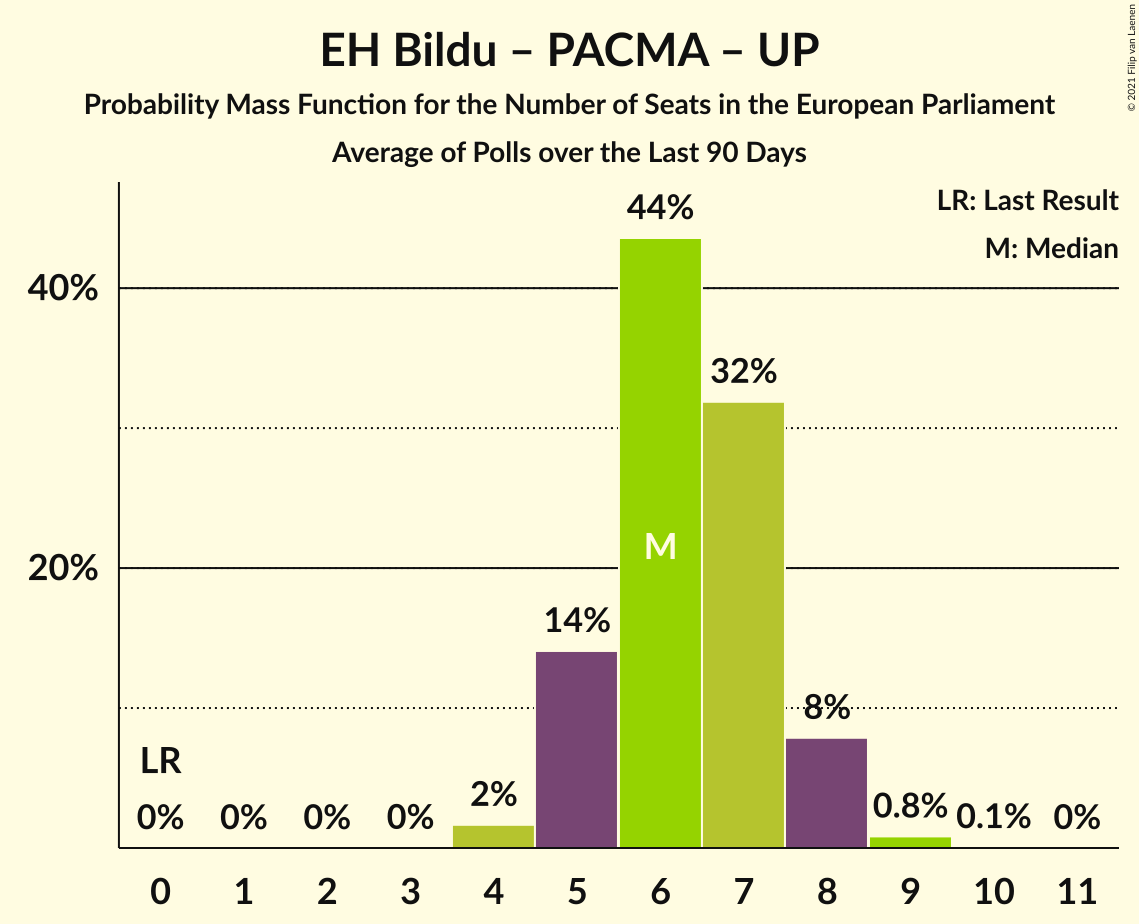 EH Bildu – PACMA – UP
Probability Mass Function for the Number of Seats in the European Parliament
Average of Polls over the Last 90 Days
© 2021 Filip van Laenen
LR: Last Result
M: Median
44%
40%
32%
M
20%
14%
8%
LR
2%
0% 0% 0% 0% 0.8% 0.1% 0%
0 1 2 3 4 5 6 7 8 9 10 11